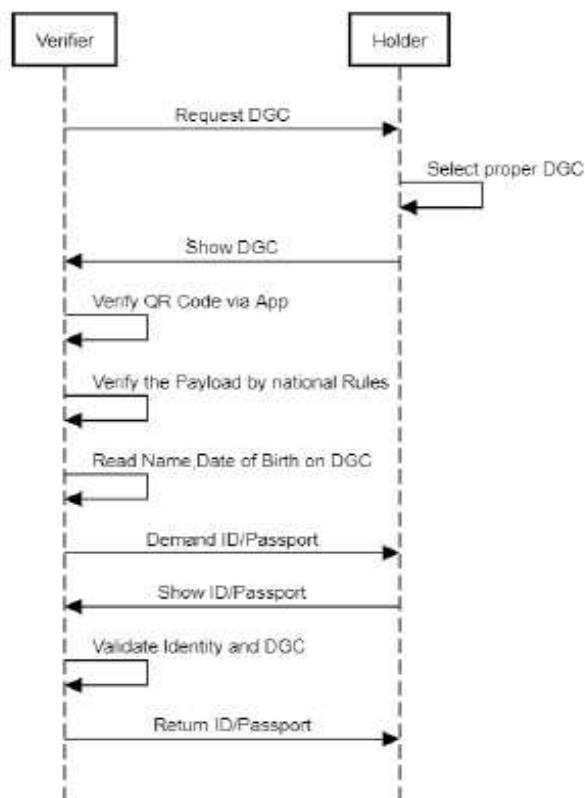 Verifier
Holder
Request DGC
Select proper DGC
Show DGC
Verify QR Code via App
Verify the Payload by national Rules
Read Name,Date of Birth on DGC
Demand ID/Passport
Show ID/Passport
Validate Identity and DGC
Return ID/Passport